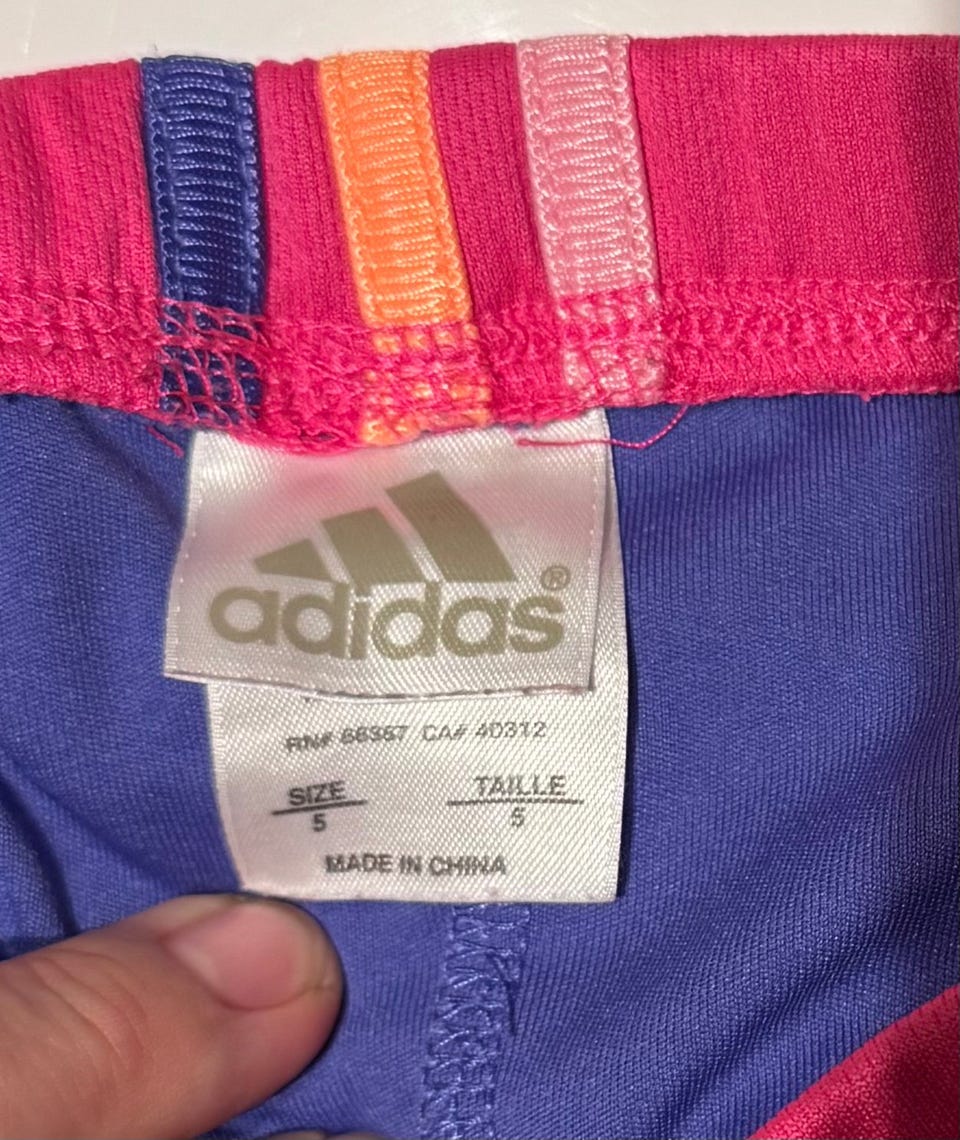 adidas®
RN# 88387 CA# 40312
SIZE TAILLE
5 5
MADE IN CHINA